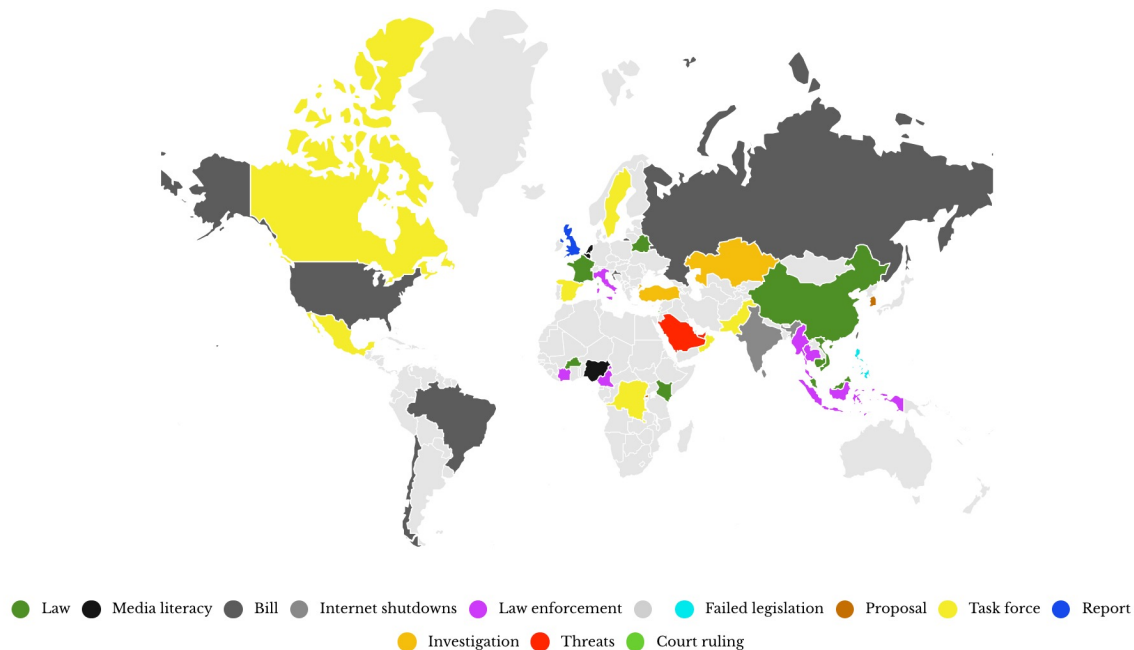 Law Media literacy Bill Internet shutdowns Law enforcement Failed legislation Proposal Task force Report
Investigation Threats Court ruling